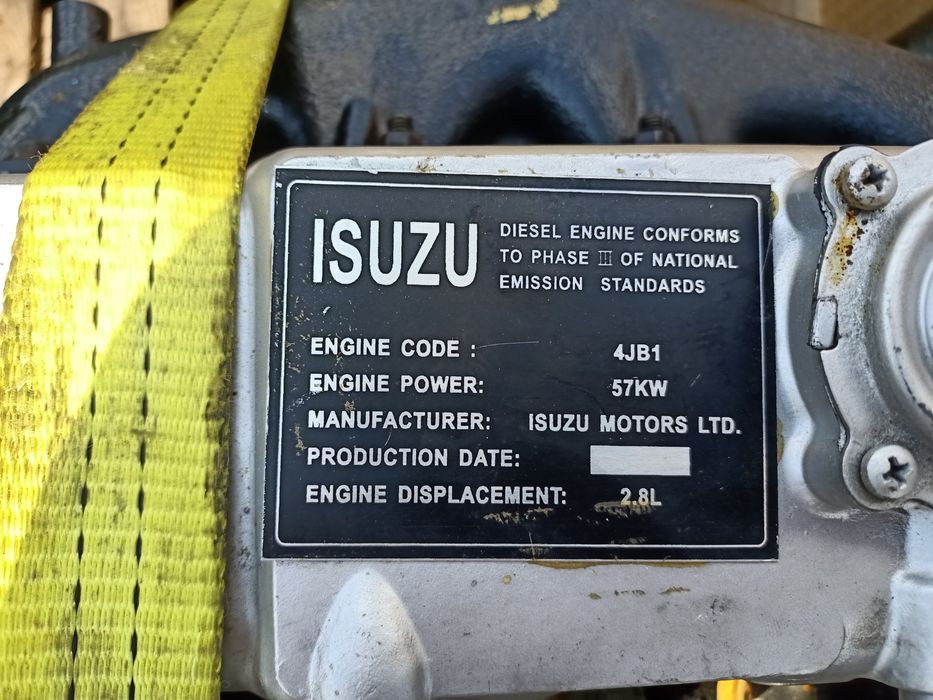 ISUZU
DIESEL ENGINE CONFORMS
TO PHASE III OF NATIONAL
EMISSION STANDARDS
ENGINE CODE : 4JB1
ENGINE POWER: 57KW
MANUFACTURER: ISUZU MOTORS LTD.
PRODUCTION DATE:
ENGINE DISPLACEMENT: 2.8L